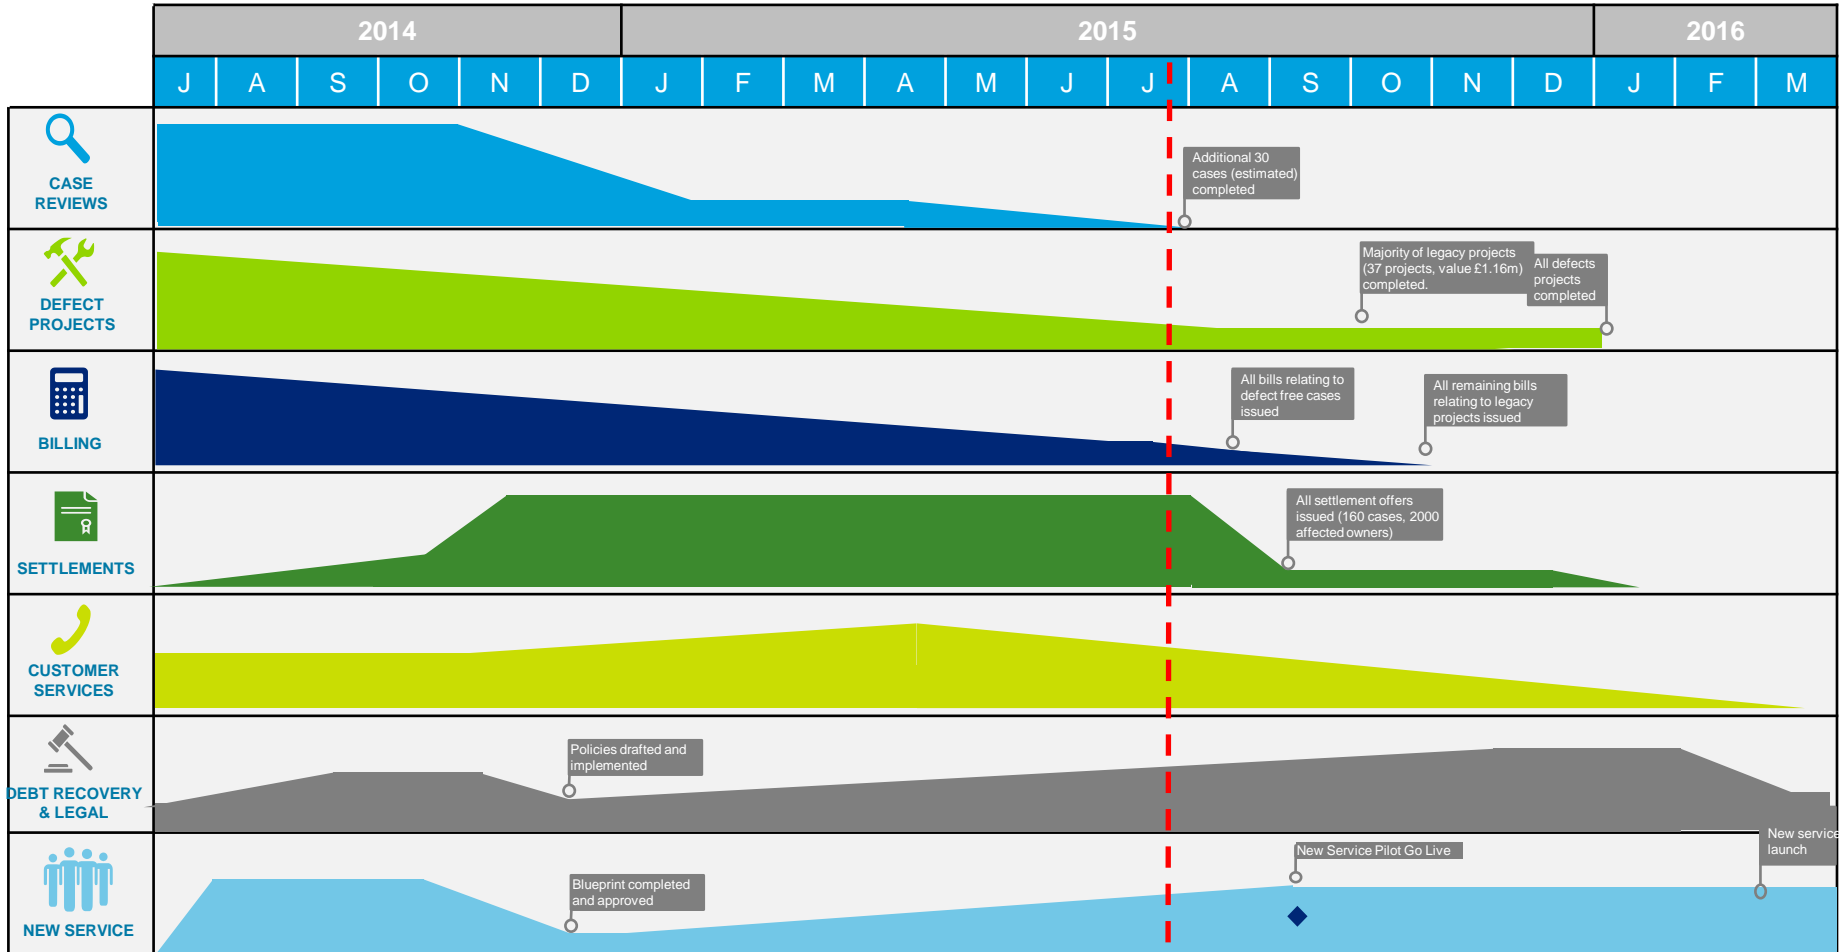 2014 2015 2016
J A S O N D J F M A M J J A S O N D J F M
CASE
REVIEWS
Additional 30
cases (estimated)
completed
DEFECT
PROJECTS
Majority of legacy projects
(37 projects, value £1.16m)
completed.
All defects
projects
completed
BILLING
All bills relating to
defect free cases
issued
All remaining bills
relating to legacy
projects issued
SETTLEMENTS
All settlement offers
issued (160 cases, 2000
affected owners)
CUSTOMER
SERVICES
DEBT RECOVERY
& LEGAL
Policies drafted and
implemented
NEW SERVICE
Blueprint completed
and approved
New Service Pilot Go Live
New service
launch